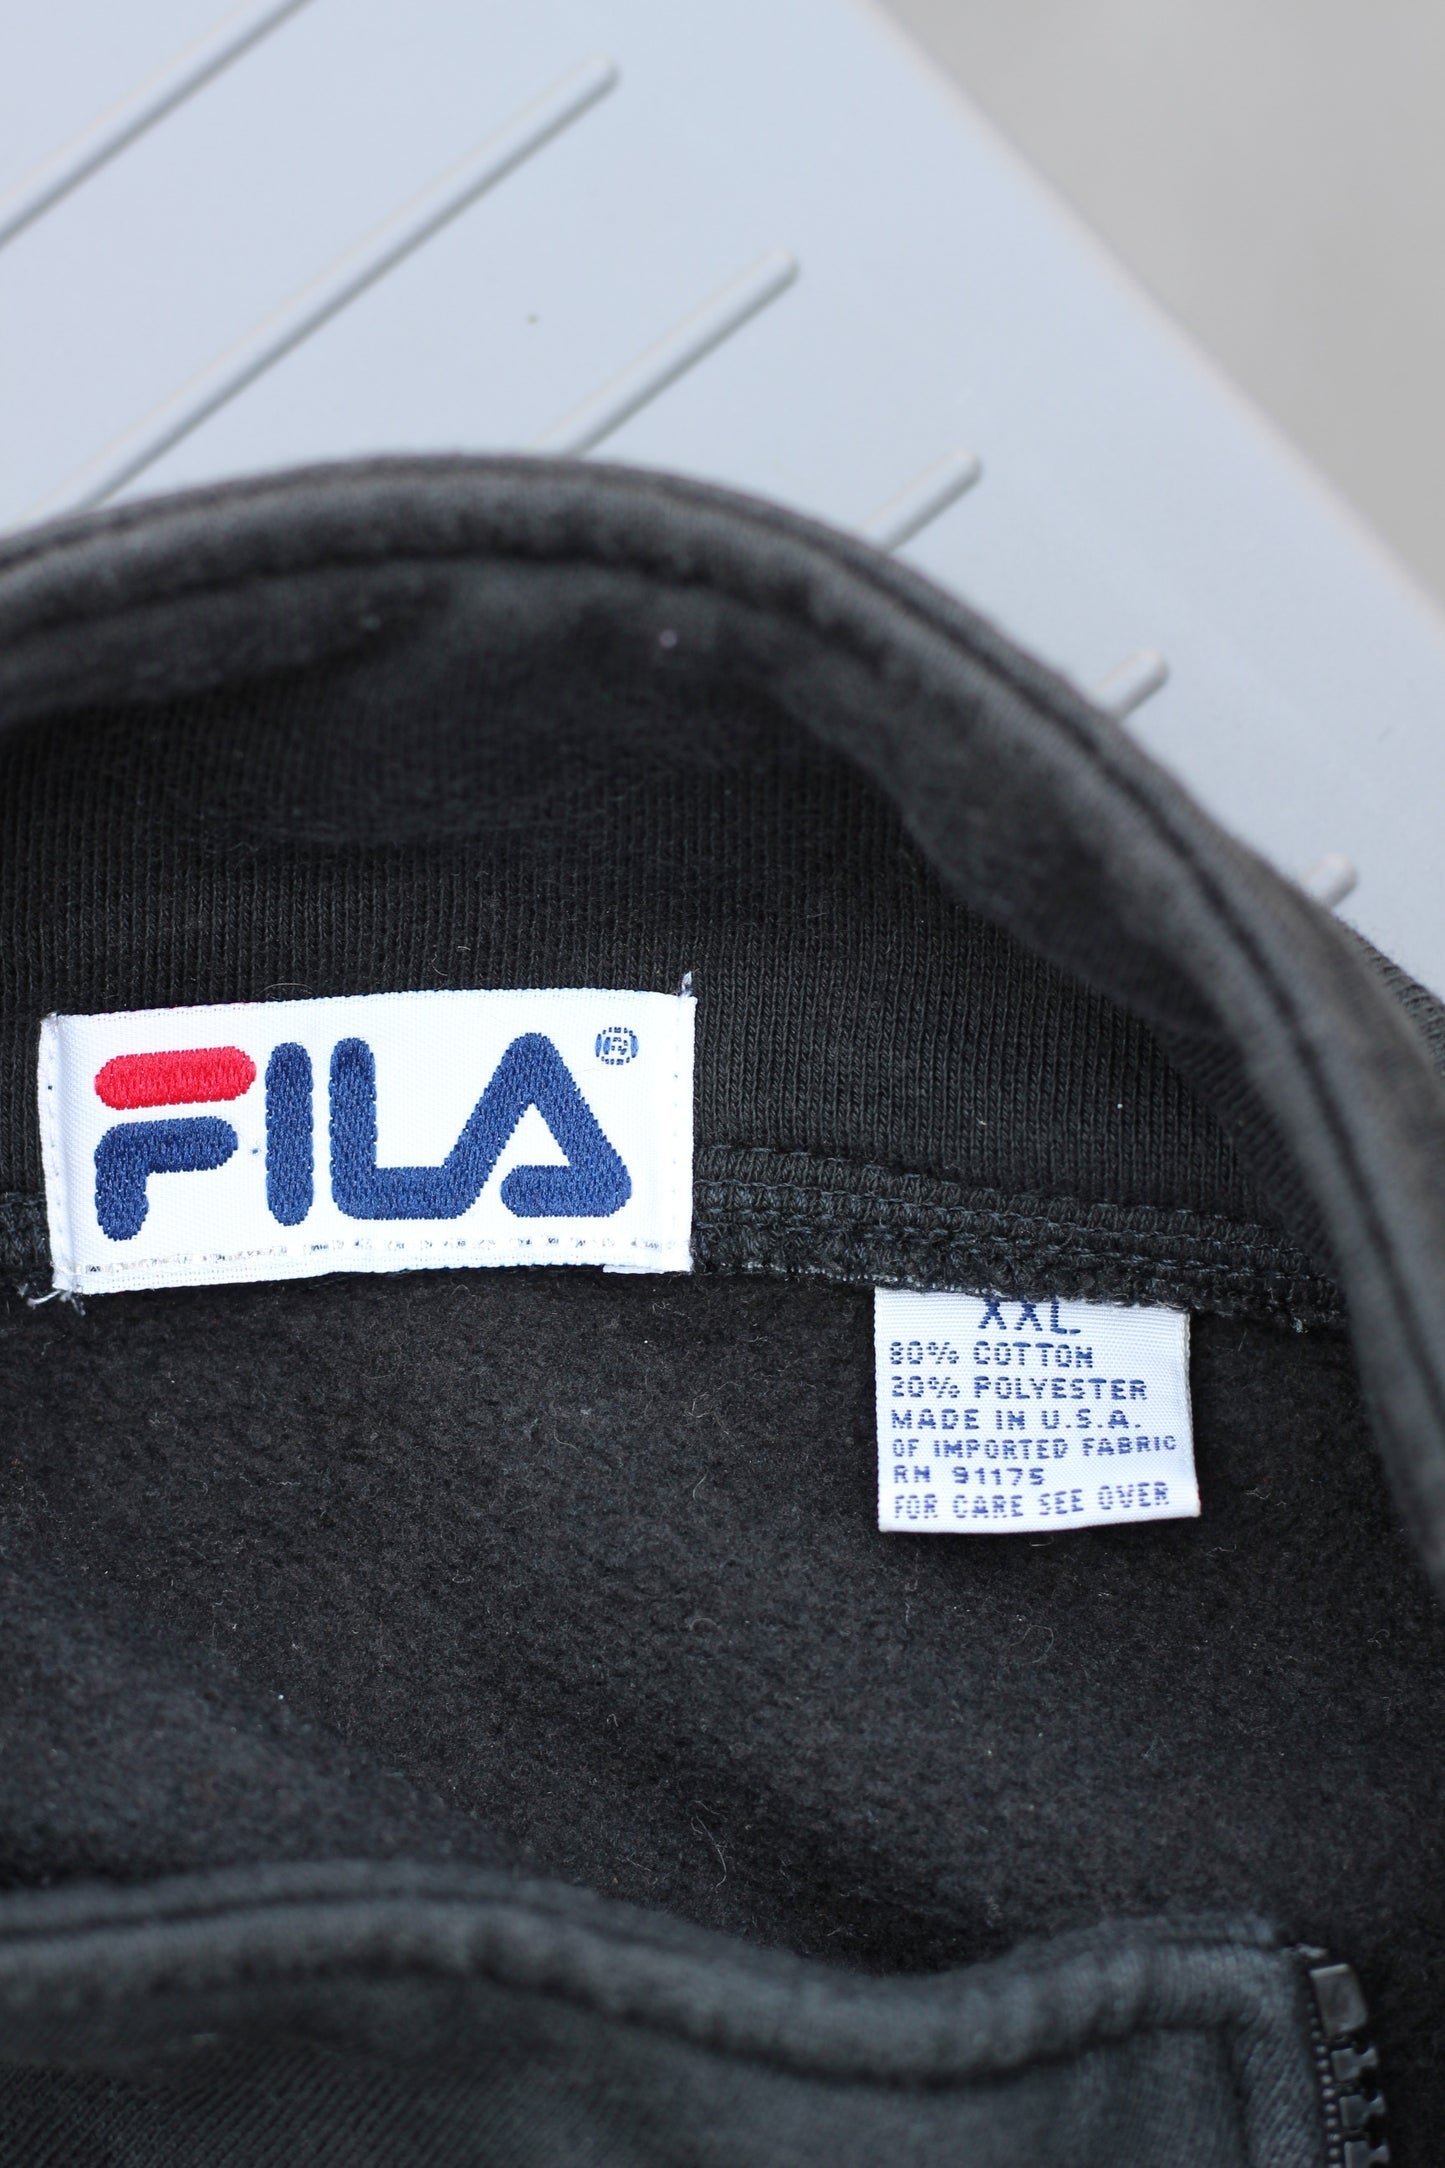 FILA®
XXL
80% COTTON
20% POLYESTER
MADE IN U.S.A.
OF IMPORTED FABRIC
RN 91175
FOR CARE SEE OVER